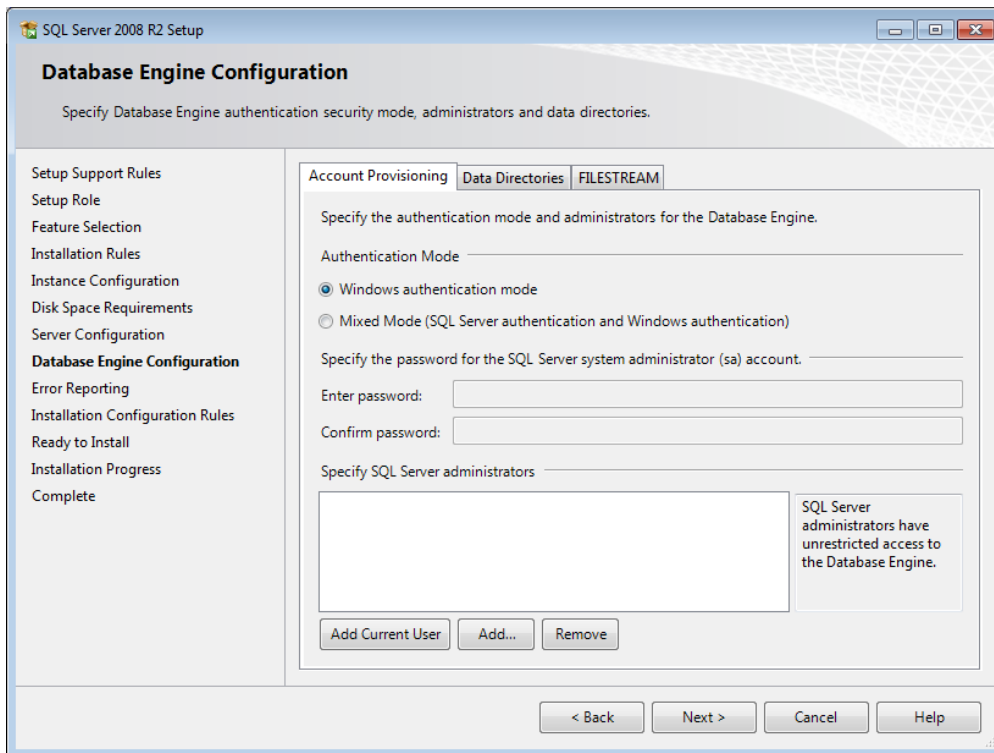 SQL Server 2008 R2 Setup
Database Engine Configuration
Specify Database Engine authentication security mode, administrators and data directories.
Setup Support Rules
Setup Role
Feature Selection
Installation Rules
Instance Configuration
Disk Space Requirements
Server Configuration
Database Engine Configuration
Error Reporting
Installation Configuration Rules
Ready to Install
Installation Progress
Complete
Account Provisioning Data Directories FILESTREAM
Specify the authentication mode and administrators for the Database Engine.
Authentication Mode
Windows authentication mode
Mixed Mode (SQL Server authentication and Windows authentication)
Specify the password for the SQL Server system administrator (sa) account.
Enter password:
Confirm password:
Specify SQL Server administrators
SQL Server
administrators have
unrestricted access to
the Database Engine.
Add Current User Add... Remove
< Back Next > Cancel Help